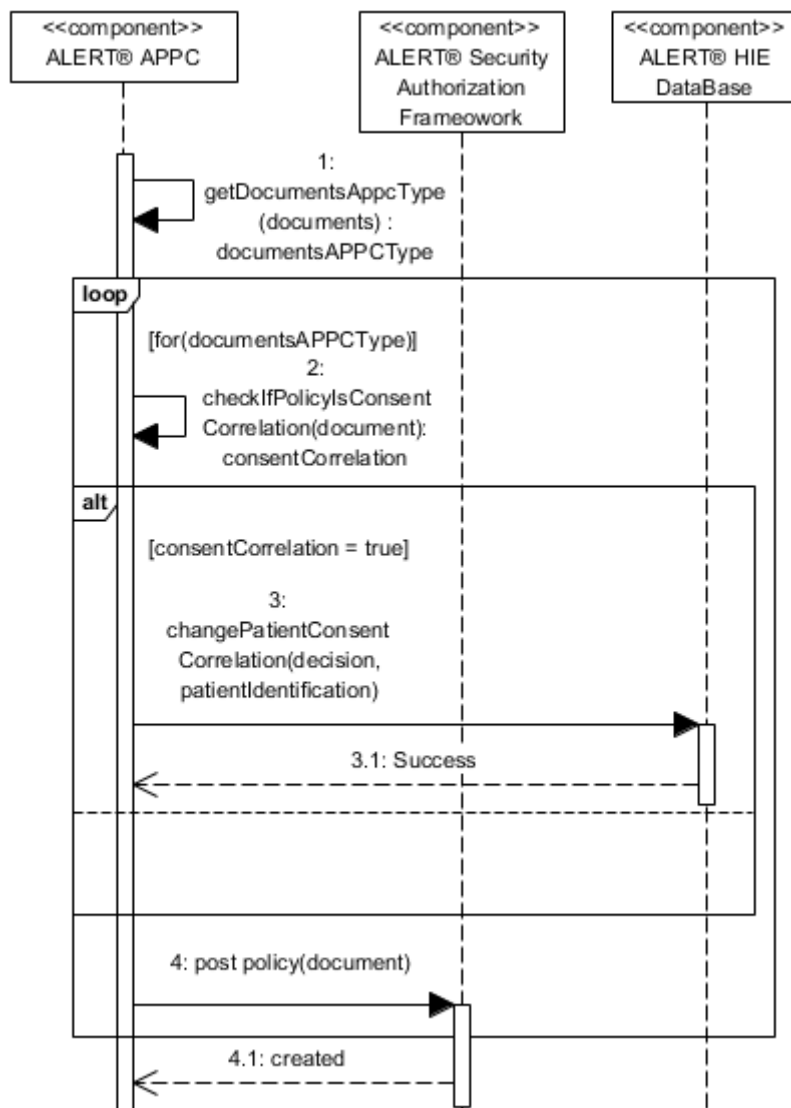 <<component>>
ALERT® APPC
<<component>>
ALERT® Security
Authorization
Frameowork
<<component>>
ALERT® HIE
DataBase
1:
getDocumentsAppcType
(documents) :
documentsAPPCType
loop
[for(documentsAPPCType)]
2:
checkIfPolicyIsConsent
Correlation(document):
consentCorrelation
alt
[consentCorrelation = true]
3:
changePatientConsent
Correlation(decision,
patientIdentification)
3.1: Success
4: post policy(document)
4.1: created